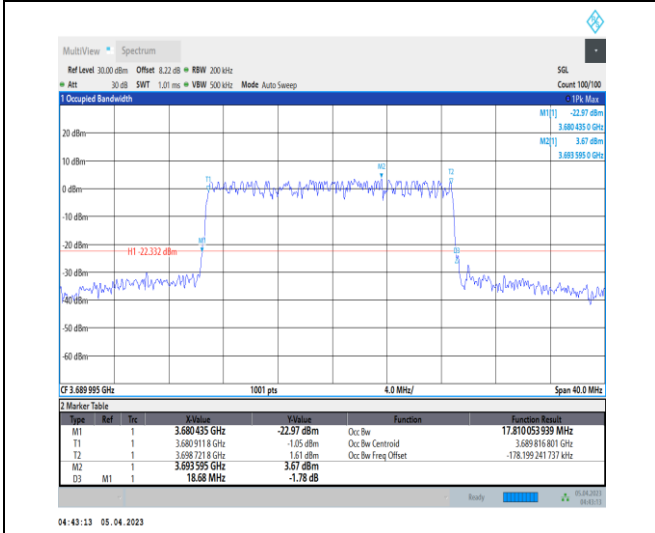 MultiView * Spectrum
Ref Level 30.00 dBm Offset 8.22 dB RBW 200 kHz SGL
Att 30 dB SWT 1.01 ms VBW 500 kHz Mode Auto Sweep Count 100/100
1 Occupied Bandwidth 1Pk Max
M1[1] -22.97 dBm
3.680 435 0 GHz
M2[1] 3.67 dBm
3.693 595 0 GHz
20 dBm
10 dBm
M2
T1 T2
0 dBm
-10 dBm
-20 dBm
M1
H1 -22.332 dBm
D3
-30 dBm
-40 dBm
-50 dBm
-60 dBm
CF 3.689 995 GHz 1001 pts 4.0 MHz/ Span 40.0 MHz
2 Marker Table
Type Ref Trc X-Value Y-Value Function Function Result
M1 1 3.680435 GHz -22.97 dBm Occ Bw 17.810 053 939 MHz
T1 1 3.680 911 8 GHz -1.05 dBm Occ Bw Centroid 3.689 816 801 GHz
T2 1 3.698 721 8 GHz 1.61 dBm Occ Bw Freq Offset -178.199 241 737 kHz
M2 1 3.693595 GHz 3.67 dBm
D3 M1 1 18.68 MHz -1.78 dB
Ready 05.04.2023
04:43:13
04:43:13 05.04.2023